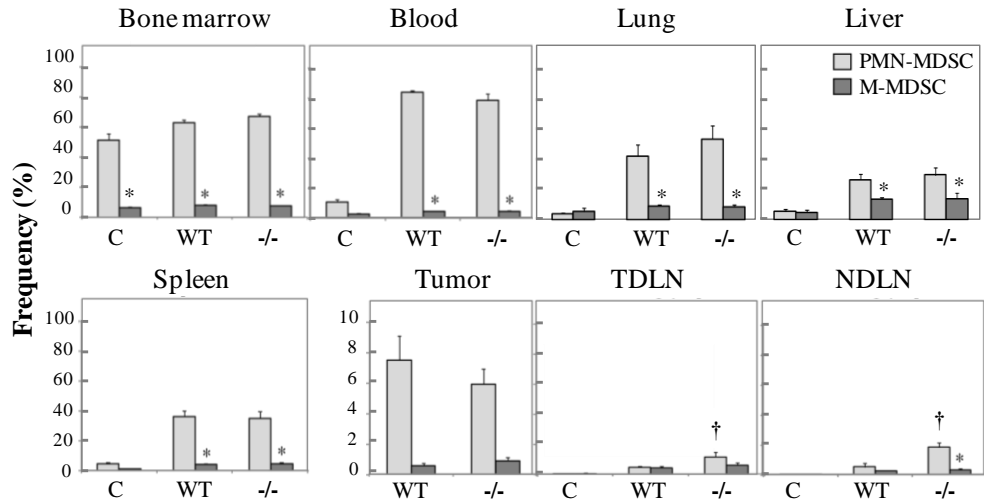 Bone marrow Blood Lung Liver
Frequency (%)
100
80
60
40
20
0
PMN-MDSC
M-MDSC
* * * * * * * * *
C WT -/- C WT -/- C WT -/- C WT -/-
Spleen Tumor TDLN NDLN
100
80
60
40
20
0
10
8
6
4
2
0
* * † † *
C WT -/- WT -/- C WT -/- C WT -/-